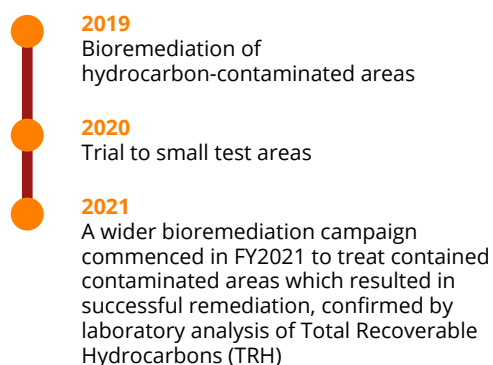 2019
Bioremediation of
hydrocarbon-contaminated areas
2020
Trial to small test areas
2021
A wider bioremediation campaign
commenced in FY2021 to treat contained
contaminated areas which resulted in
successful remediation, confirmed by
laboratory analysis of Total Recoverable
Hydrocarbons (TRH)